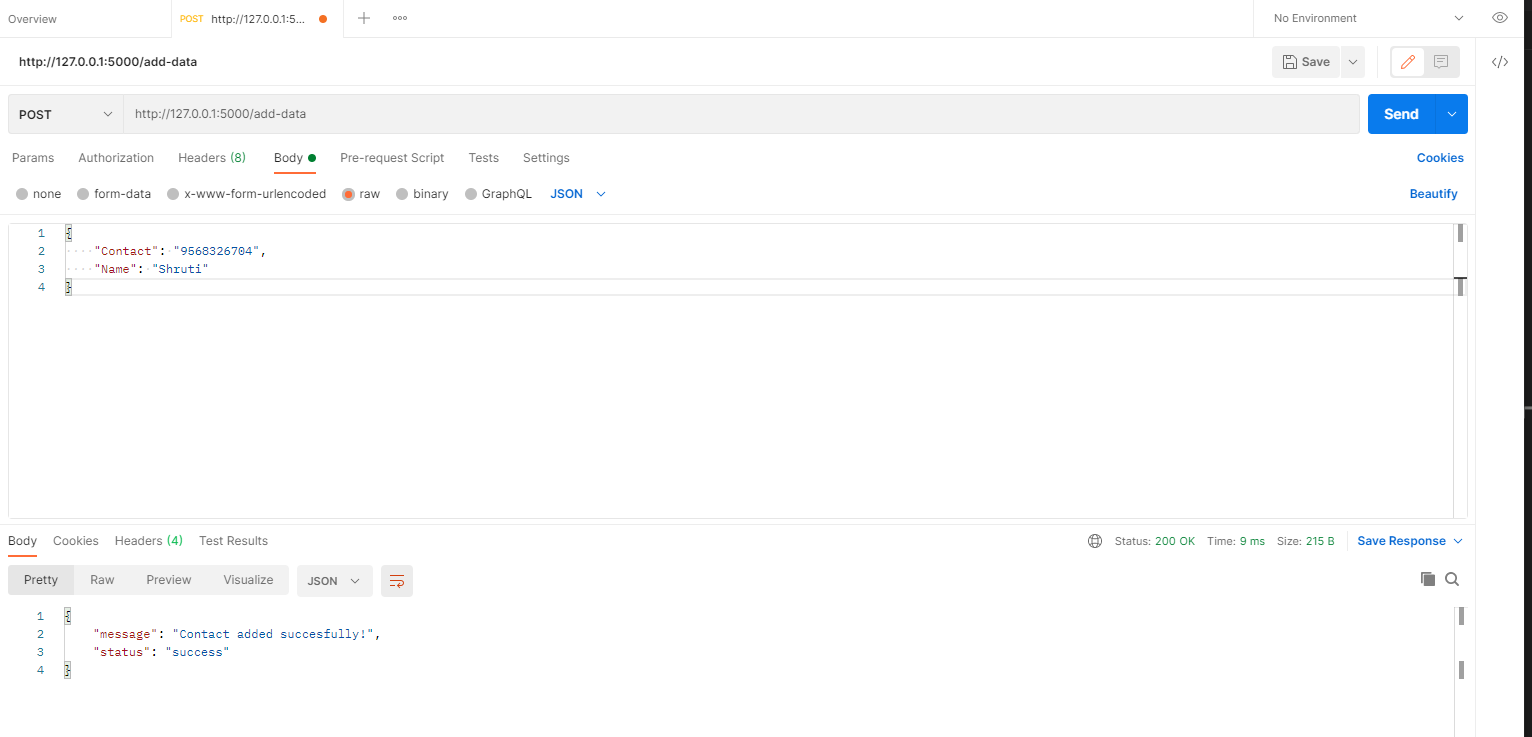 Overview
POST http://127.0.0.1:5...
No Environment
http://127.0.0.1:5000/add-data
Save
POST
http://127.0.0.1:5000/add-data
Send
Params Authorization Headers (8) Body Pre-request Script Tests Settings Cookies
none form-data x-www-form-urlencoded raw binary GraphQL JSON Beautify
1 {
2 "Contact": "9568326704",
3 "Name": "Shruti"
4 }
Body Cookies Headers (4) Test Results Status: 200 OK Time: 9 ms Size: 215 B Save Response
Pretty Raw Preview Visualize JSON
1 {
2 "message": "Contact added succesfully!",
3 "status": "success"
4 }